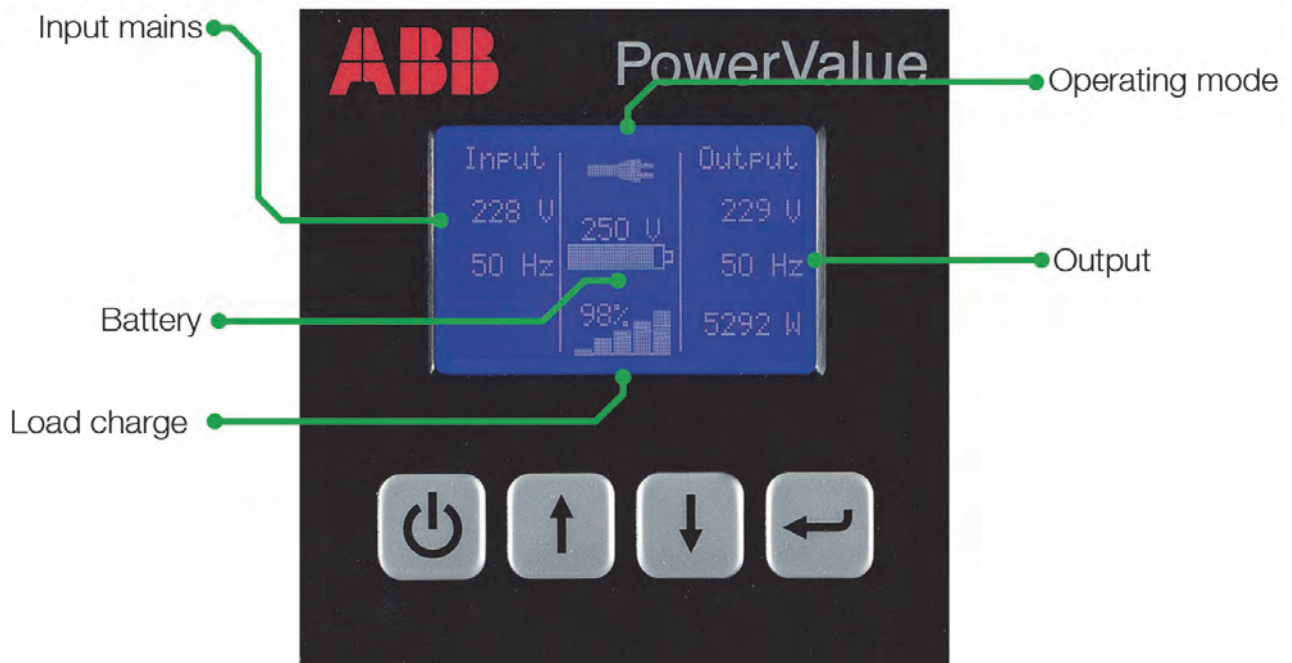 Input mains
ABB PowerValue
Operating mode
Input
228 V
50 Hz
250 V
98%
Output
229 V
50 Hz
5292 W
Output
Battery
Load charge